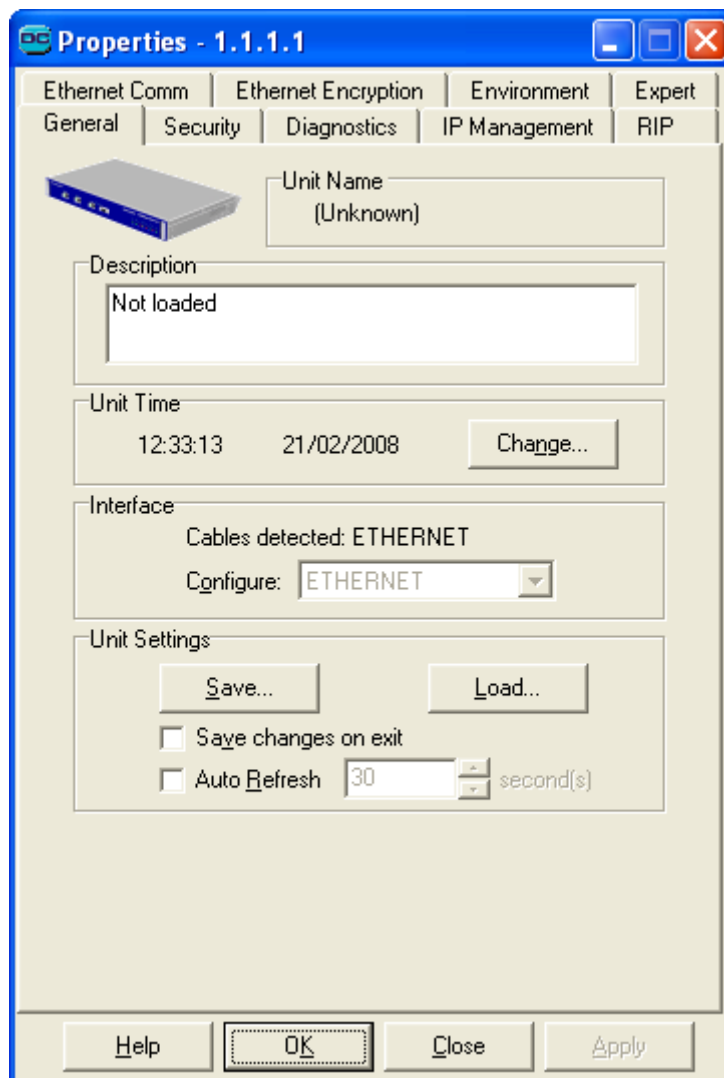 Properties - 1.1.1.1
Ethernet Comm Ethernet Encryption Environment Expert
General Security Diagnostics IP Management RIP
Unit Name
(Unknown)
Description
Not loaded
Unit Time
12:33:13 21/02/2008 Change...
Interface
Cables detected: ETHERNET
Configure: ETHERNET
Unit Settings
Save... Load...
Save changes on exit
Auto Refresh 30 second(s)
Help OK Close Apply